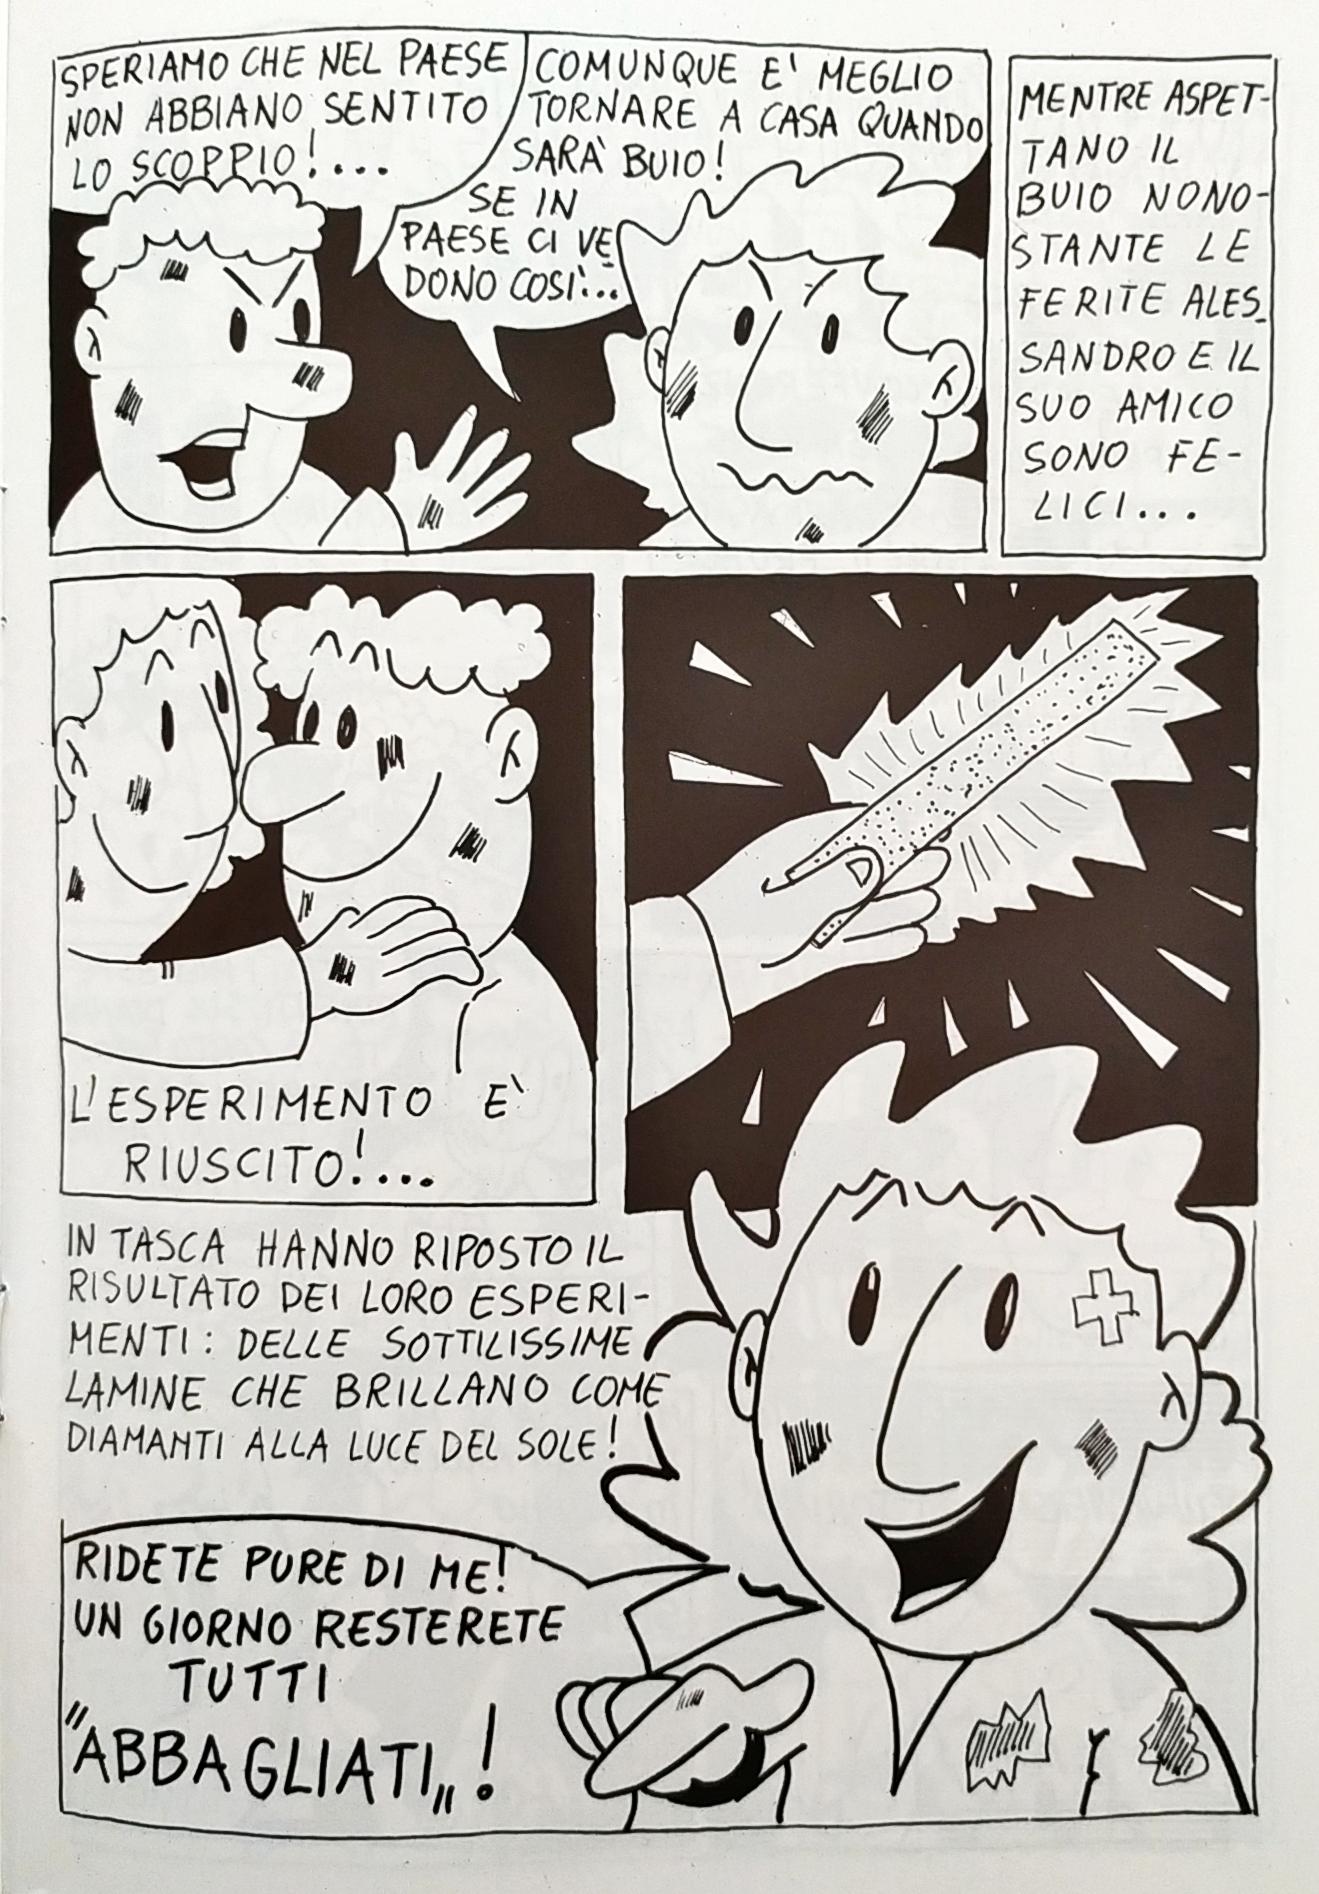 SPERIAMO CHE NEL PAESE
NON ABBIANO SENTITO
LO SCOPPIO!...
COMUNQUE E' MEGLIO
TORNARE A CASA QUANDO
SARÀ BUIO!
SE IN
PAESE CI VE
DONO COSÌ...
MENTRE ASPET-
TANO IL
BUIO NONO-
STANTE LE
FERITE ALES_
SANDRO E IL
SUO AMICO
SONO FE-
LICI...
L'ESPERIMENTO E'
RIUSCITO!...
IN TASCA HANNO RIPOSTO IL
RISULTATO DEI LORO ESPERI-
MENTI: DELLE SOTTILISSIME
LAMINE CHE BRILLANO COME
DIAMANTI ALLA LUCE DEL SOLE!
RIDETE PURE DI ME!
UN GIORNO RESTERETE
TUTTI
"ABBAGLIATI„!